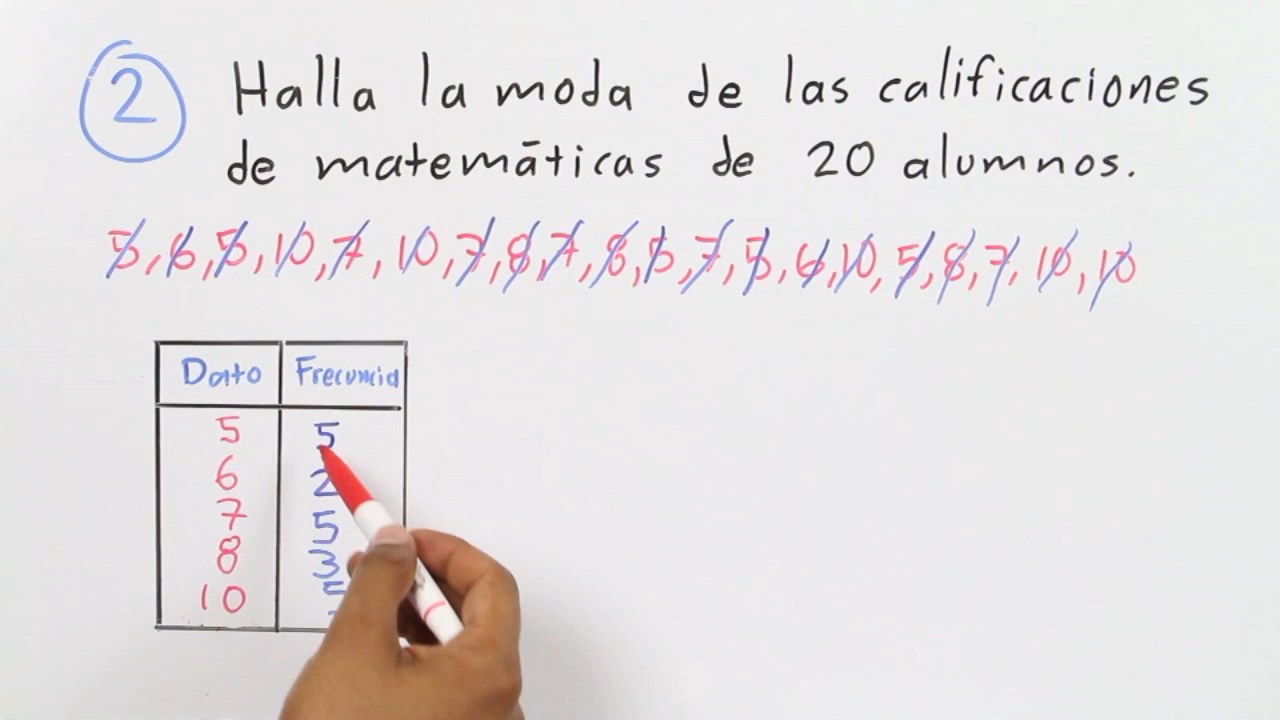 2 Halla la moda de las calificaciones
de matemáticas de 20 alumnos.
5, 6, 5, 10, 7, 10, 7, 8, 7, 8, 5, 7, 5, 6, 10, 5, 8, 7, 10, 10
Dato Frecuencia
5 5
6 2
7 5
8 3
10 5